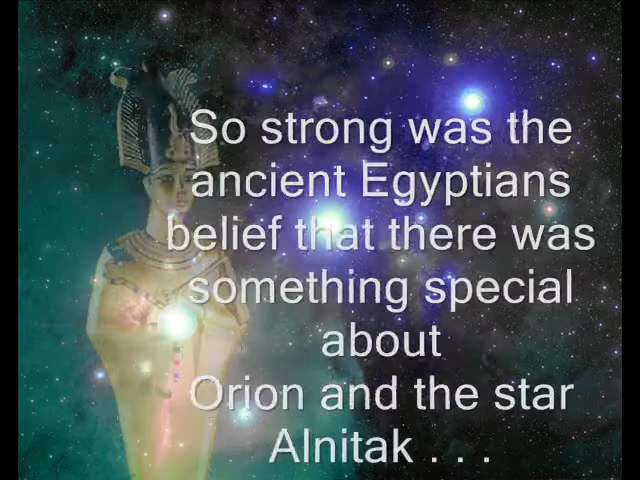 So strong was the
ancient Egyptians
belief that there was
something special
about
Orion and the star
Alnitak . . .